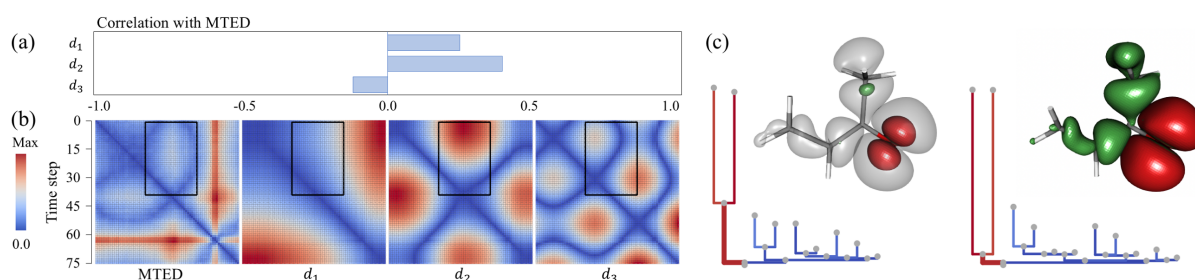 Correlation with MTED
(a)
d₁
d₂
d₃
-1.0 -0.5 0.0 0.5 1.0
(b)
Max
0.0
Time step
0
15
30
45
60
75
MTED d₁ d₂ d₃
(c)